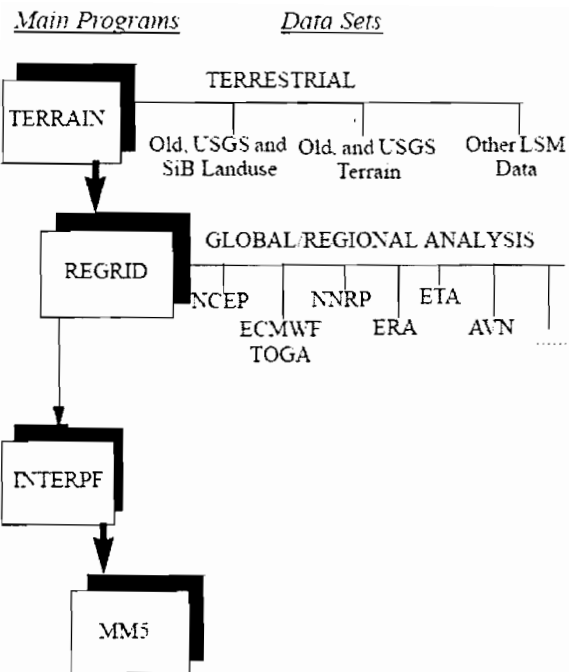 Main Programs
Data Sets
TERRESTRIAL
TERRAIN
Old, USGS and
SiB Landuse
Old, and USGS
Terrain
Other LSM
Data
GLOBAL/REGIONAL ANALYSIS
REGRID
NCEP
NNRP
ETA
ECMWF
TOGA
ERA
AVN
......
INTERPF
MM5